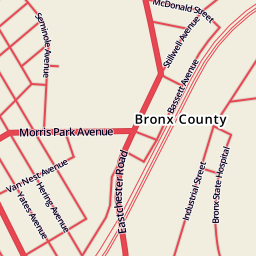 McDonald Street
Seminole Avenue
Stillwell Avenue
Bassett Avenue
Bronx County
Morris Park Avenue
Eastchester Road
Van Nest Avenue
Hering Avenue
Yates Avenue
Industrial Street
Bronx State Hospital